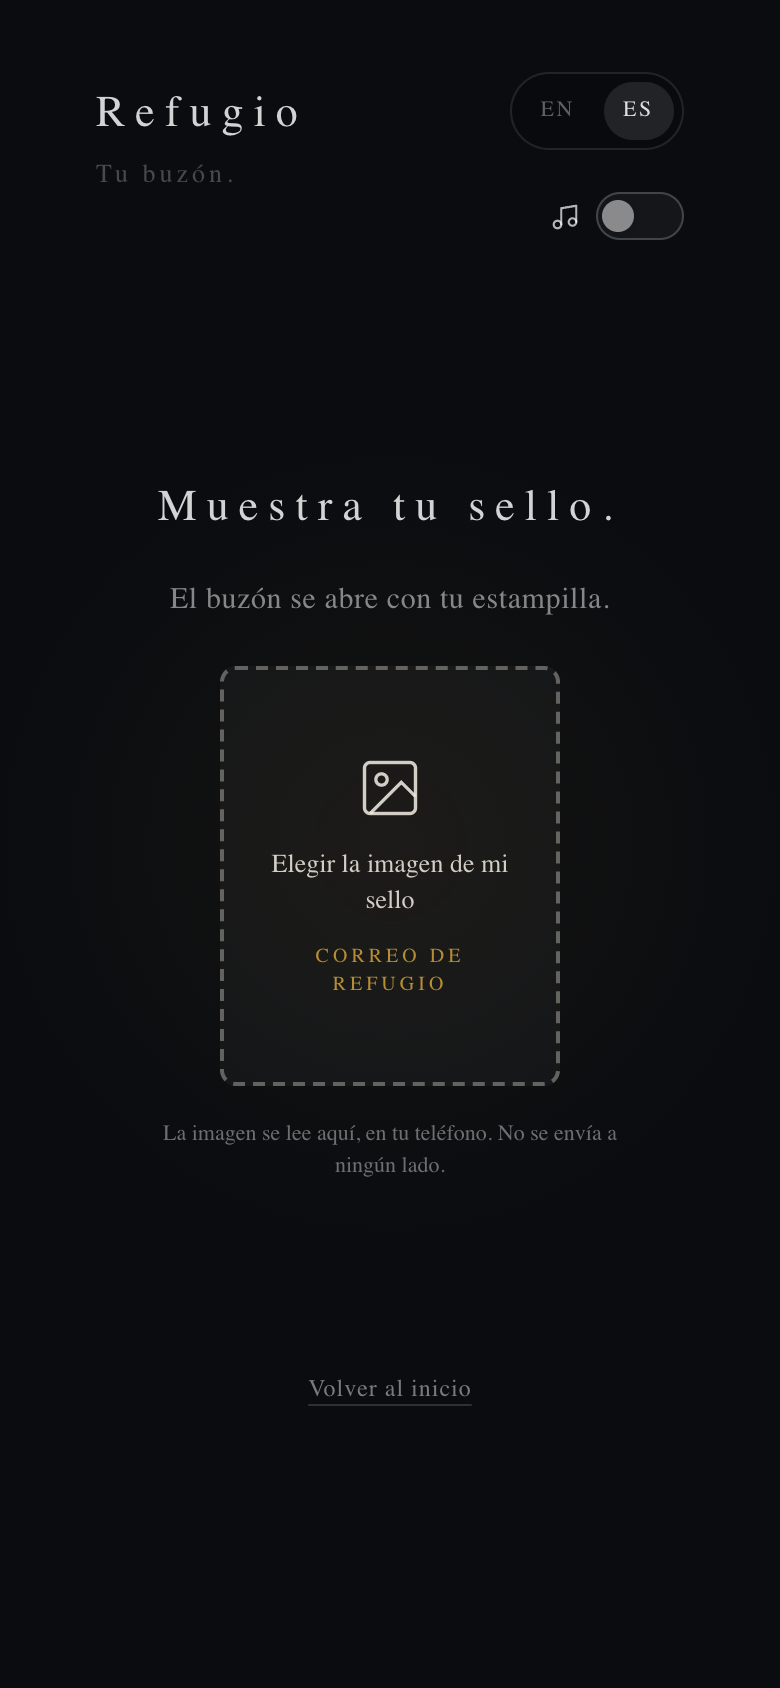 Refugio
EN ES
Tu buzón.
Muestra tu sello.
El buzón se abre con tu estampilla.
Elegir la imagen de mi
sello
CORREO DE
REFUGIO
La imagen se lee aquí, en tu teléfono. No se envía a
ningún lado.
Volver al inicio